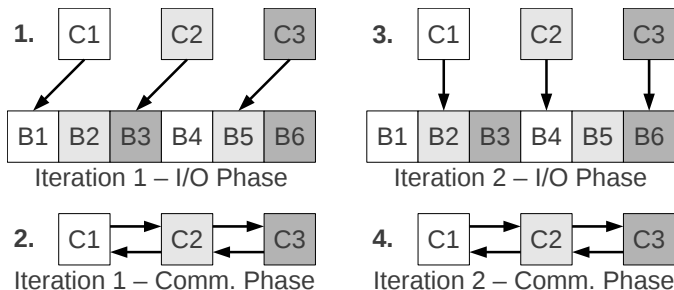 1. C1 C2 C3
B1 B2 B3 B4 B5 B6
Iteration 1 – I/O Phase
2. C1 C2 C3
Iteration 1 – Comm. Phase
3. C1 C2 C3
B1 B2 B3 B4 B5 B6
Iteration 2 – I/O Phase
4. C1 C2 C3
Iteration 2 – Comm. Phase